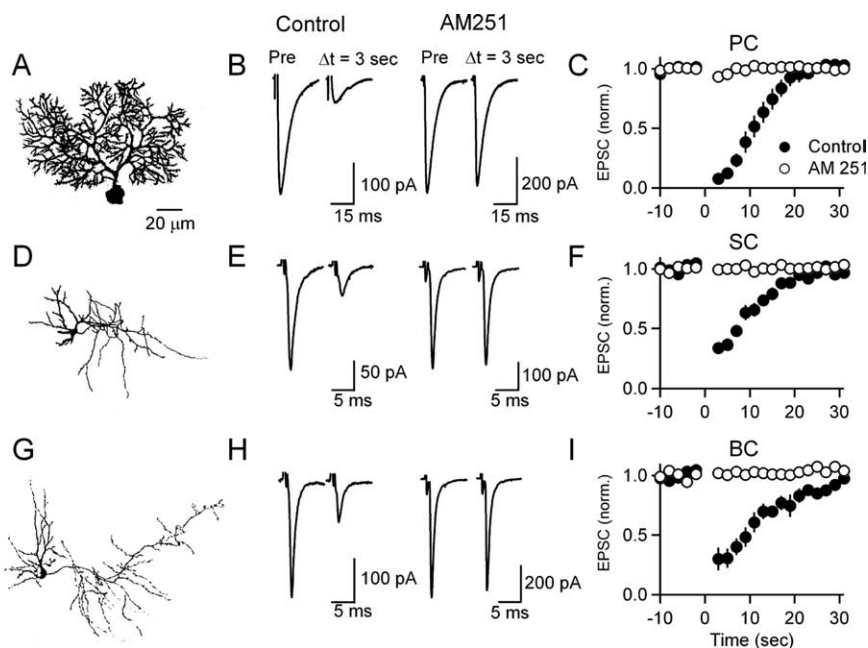 Control AM251
A B Pre Δt = 3 sec Pre Δt = 3 sec C PC
1.0
EPSC (norm.)
0.5
0.0
Control
AM 251
20 μm
100 pA
15 ms
200 pA
15 ms
-10 0 10 20 30
D E F SC
1.0
EPSC (norm.)
0.5
0.0
50 pA
5 ms
100 pA
5 ms
-10 0 10 20 30
G H I BC
1.0
EPSC (norm.)
0.5
0.0
100 pA
5 ms
200 pA
5 ms
-10 0 10 20 30
Time (sec)